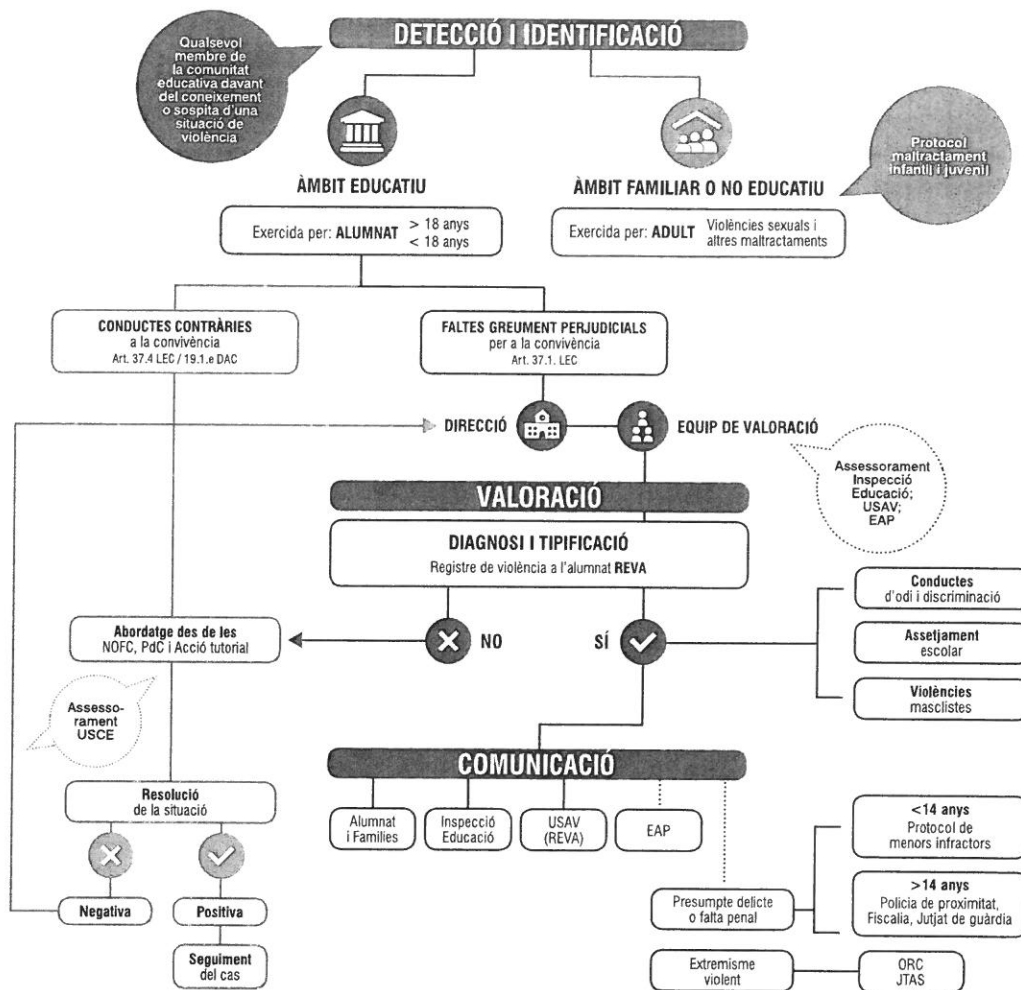 DETECCIÓ I IDENTIFICACIÓ
Qualsevol
membre de
la comunitat
educativa davant
del coneixement
o sospita d'una
situació de
violència
Protocol
maltractament
infantil i juvenil
ÀMBIT EDUCATIU
Exercida per: ALUMNAT
> 18 anys
< 18 anys
ÀMBIT FAMILIAR O NO EDUCATIU
Exercida per: ADULT
Violències sexuals i
altres maltractaments
CONDUCTES CONTRÀRIES
a la convivència
Art. 37.4 LEC / 19.1.e DAC
FALTES GREUMENT PERJUDICIALS
per a la convivència
Art. 37.1. LEC
DIRECCIÓ
EQUIP DE VALORACIÓ
Assessorament
Inspecció
Educació;
USAV;
EAP
VALORACIÓ
DIAGNOSI I TIPIFICACIÓ
Registre de violència a l'alumnat REVA
NO
SÍ
Conductes
d'odi i discriminació
Assetjament
escolar
Violències
masclistes
Abordatge des de les
NOFC, PdC i Acció tutorial
Assesso-
rament
USCE
Resolució
de la situació
Negativa
Positiva
Seguiment
del cas
COMUNICACIÓ
Alumnat
i Famílies
Inspecció
Educació
USAV
(REVA)
EAP
Presumpte delicte
o falta penal
<14 anys
Protocol de
menors infractors
>14 anys
Policia de proximitat,
Fiscalia, Jutjat de guàrdia
Extremisme
violent
ORC
JTAS